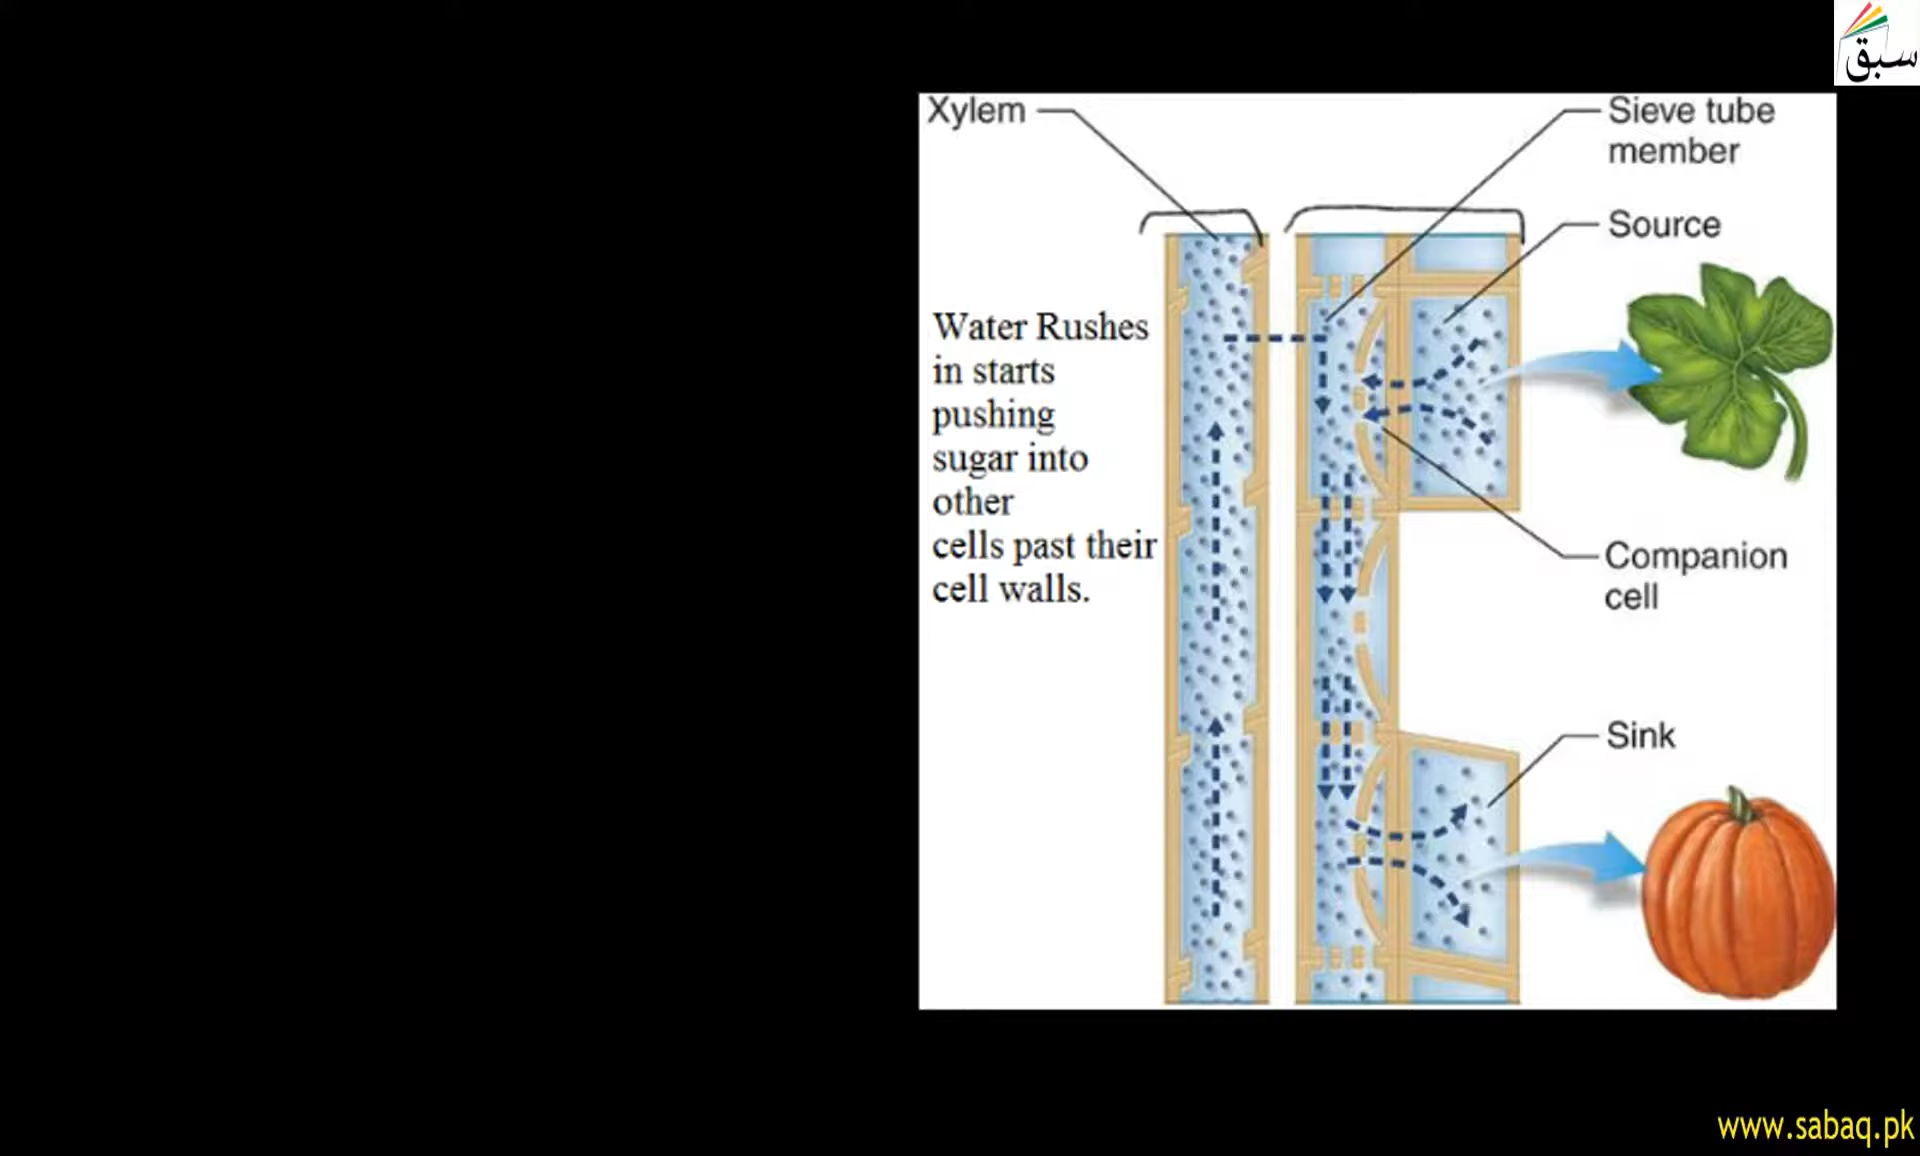 سبق
Xylem
Sieve tube
member
Source
Water Rushes
in starts
pushing
sugar into
other
cells past their
cell walls.
Companion
cell
Sink
www.sabaq.pk